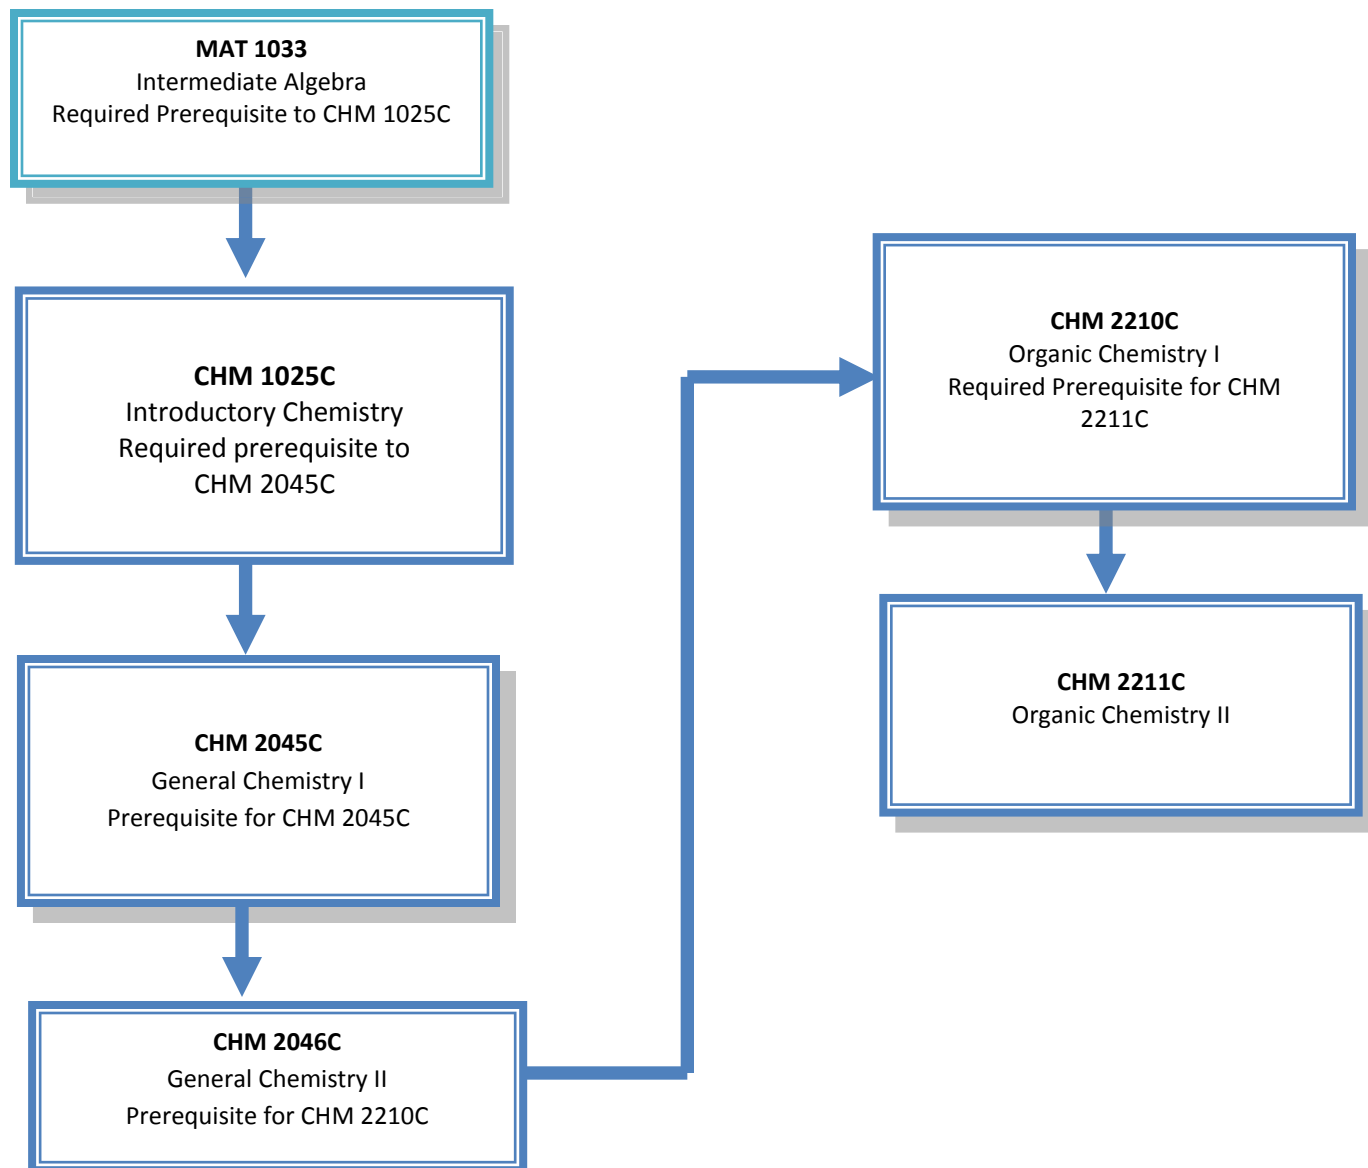 MAT 1033
Intermediate Algebra
Required Prerequisite to CHM 1025C
CHM 1025C
Introductory Chemistry
Required prerequisite to
CHM 2045C
CHM 2045C
General Chemistry I
Prerequisite for CHM 2045C
CHM 2046C
General Chemistry II
Prerequisite for CHM 2210C
CHM 2210C
Organic Chemistry I
Required Prerequisite for CHM
2211C
CHM 2211C
Organic Chemistry II